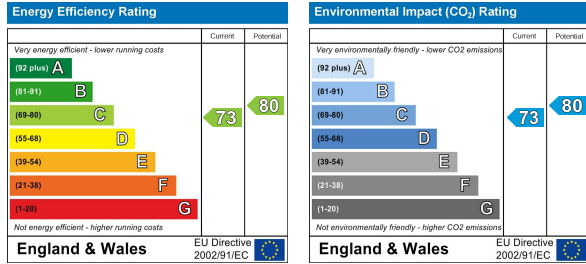 Energy Efficiency Rating
Current Potential
Very energy efficient - lower running costs
(92 plus) A
(81-91) B
(69-80) C
73 80
(55-68) D
(39-54) E
(21-38) F
(1-20) G
Not energy efficient - higher running costs
England & Wales
EU Directive
2002/91/EC
Environmental Impact (CO₂) Rating
Current Potential
Very environmentally friendly - lower CO2 emissions
(92 plus) A
(81-91) B
(69-80) C
73 80
(55-68) D
(39-54) E
(21-38) F
(1-20) G
Not environmentally friendly - higher CO2 emissions
England & Wales
EU Directive
2002/91/EC